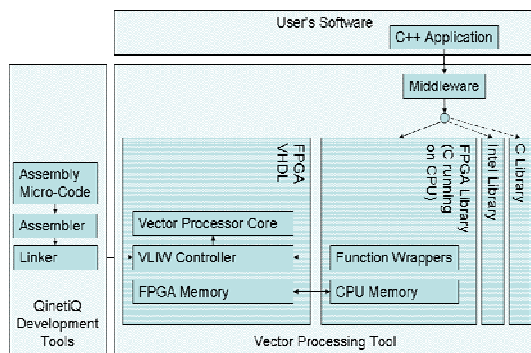 User's Software
C++ Application
Middleware
FPGA
VHDL
FPGA Library
(C running
on CPU)
Intel Library
C Library
Assembly
Micro-Code
Assembler
Linker
Vector Processor Core
VLIW Controller
FPGA Memory
Function Wrappers
CPU Memory
QinetiQ
Development
Tools
Vector Processing Tool